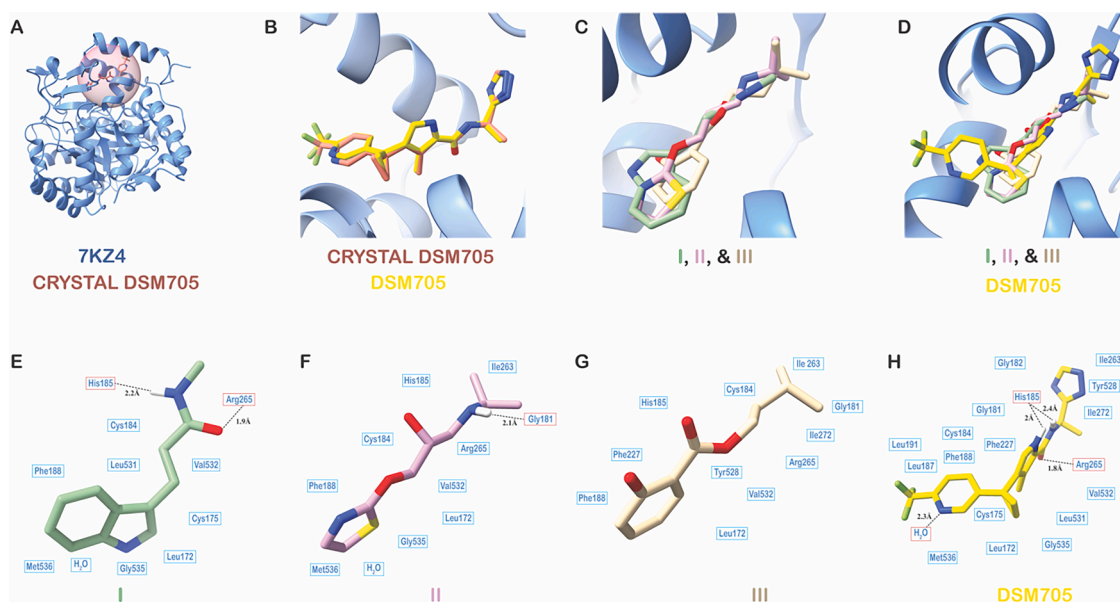 A
B
C
D
7KZ4
CRYSTAL DSM705
CRYSTAL DSM705
DSM705
I, II, & III
I, II, & III
DSM705
E
His185
2.2Å
Arg265
1.9Å
Cys184
Phe188
Leu531
Val532
Cys175
Leu172
Met536
H2O
Gly535
I
F
Ile263
His185
Gly181
2.1Å
Cys184
Arg265
Phe188
Val532
Leu172
Gly535
Met536
H2O
II
G
Ile 263
Cys184
His185
Gly181
Ile272
Phe227
Arg265
Tyr528
Phe188
Val532
Leu172
III
H
Gly182
Ile263
Tyr528
His185
2.4Å
2Å
Gly181
Ile272
Cys184
Leu191
Phe227
Phe188
Leu187
1.8Å
Arg265
Val532
2.3Å
Cys175
Leu531
H2O
Gly535
Met536
Leu172
DSM705